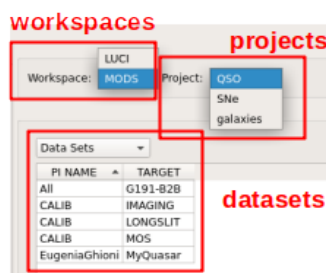 workspaces
projects
LUCI
Workspace: MODS Project: QSO
SNe
galaxies
Data Sets
datasets
PI NAME TARGET
All G191-B2B
CALIB IMAGING
CALIB LONGSLIT
CALIB MOS
EugeniaGhioni MyQuasar